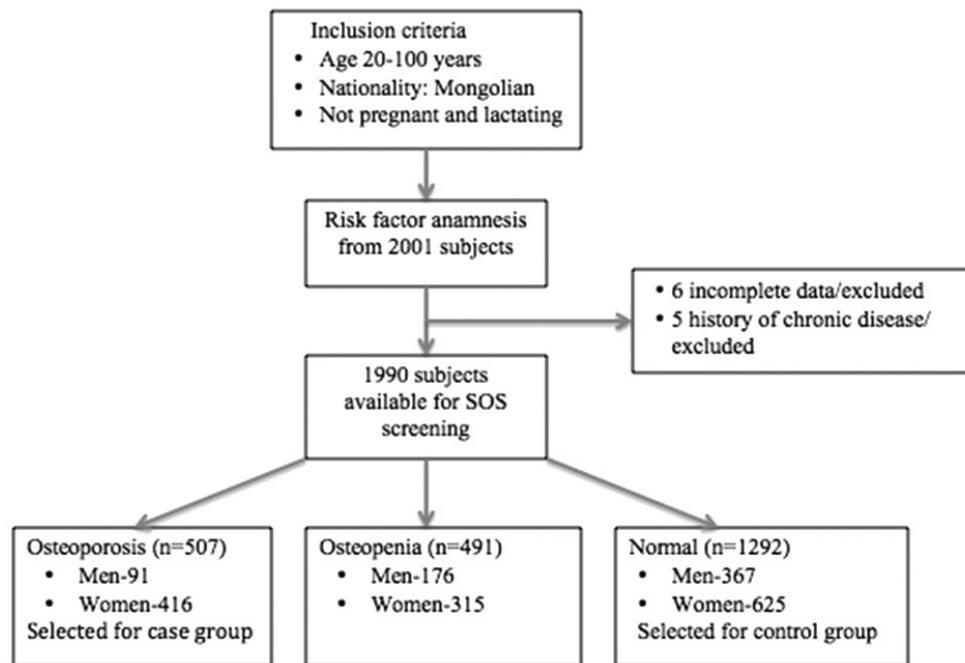 Inclusion criteria
• Age 20-100 years
• Nationality: Mongolian
• Not pregnant and lactating
Risk factor anamnesis
from 2001 subjects
• 6 incomplete data/excluded
• 5 history of chronic disease/
excluded
1990 subjects
available for SOS
screening
Osteoporosis (n=507)
• Men-91
• Women-416
Selected for case group
Osteopenia (n=491)
• Men-176
• Women-315
Normal (n=1292)
• Men-367
• Women-625
Selected for control group